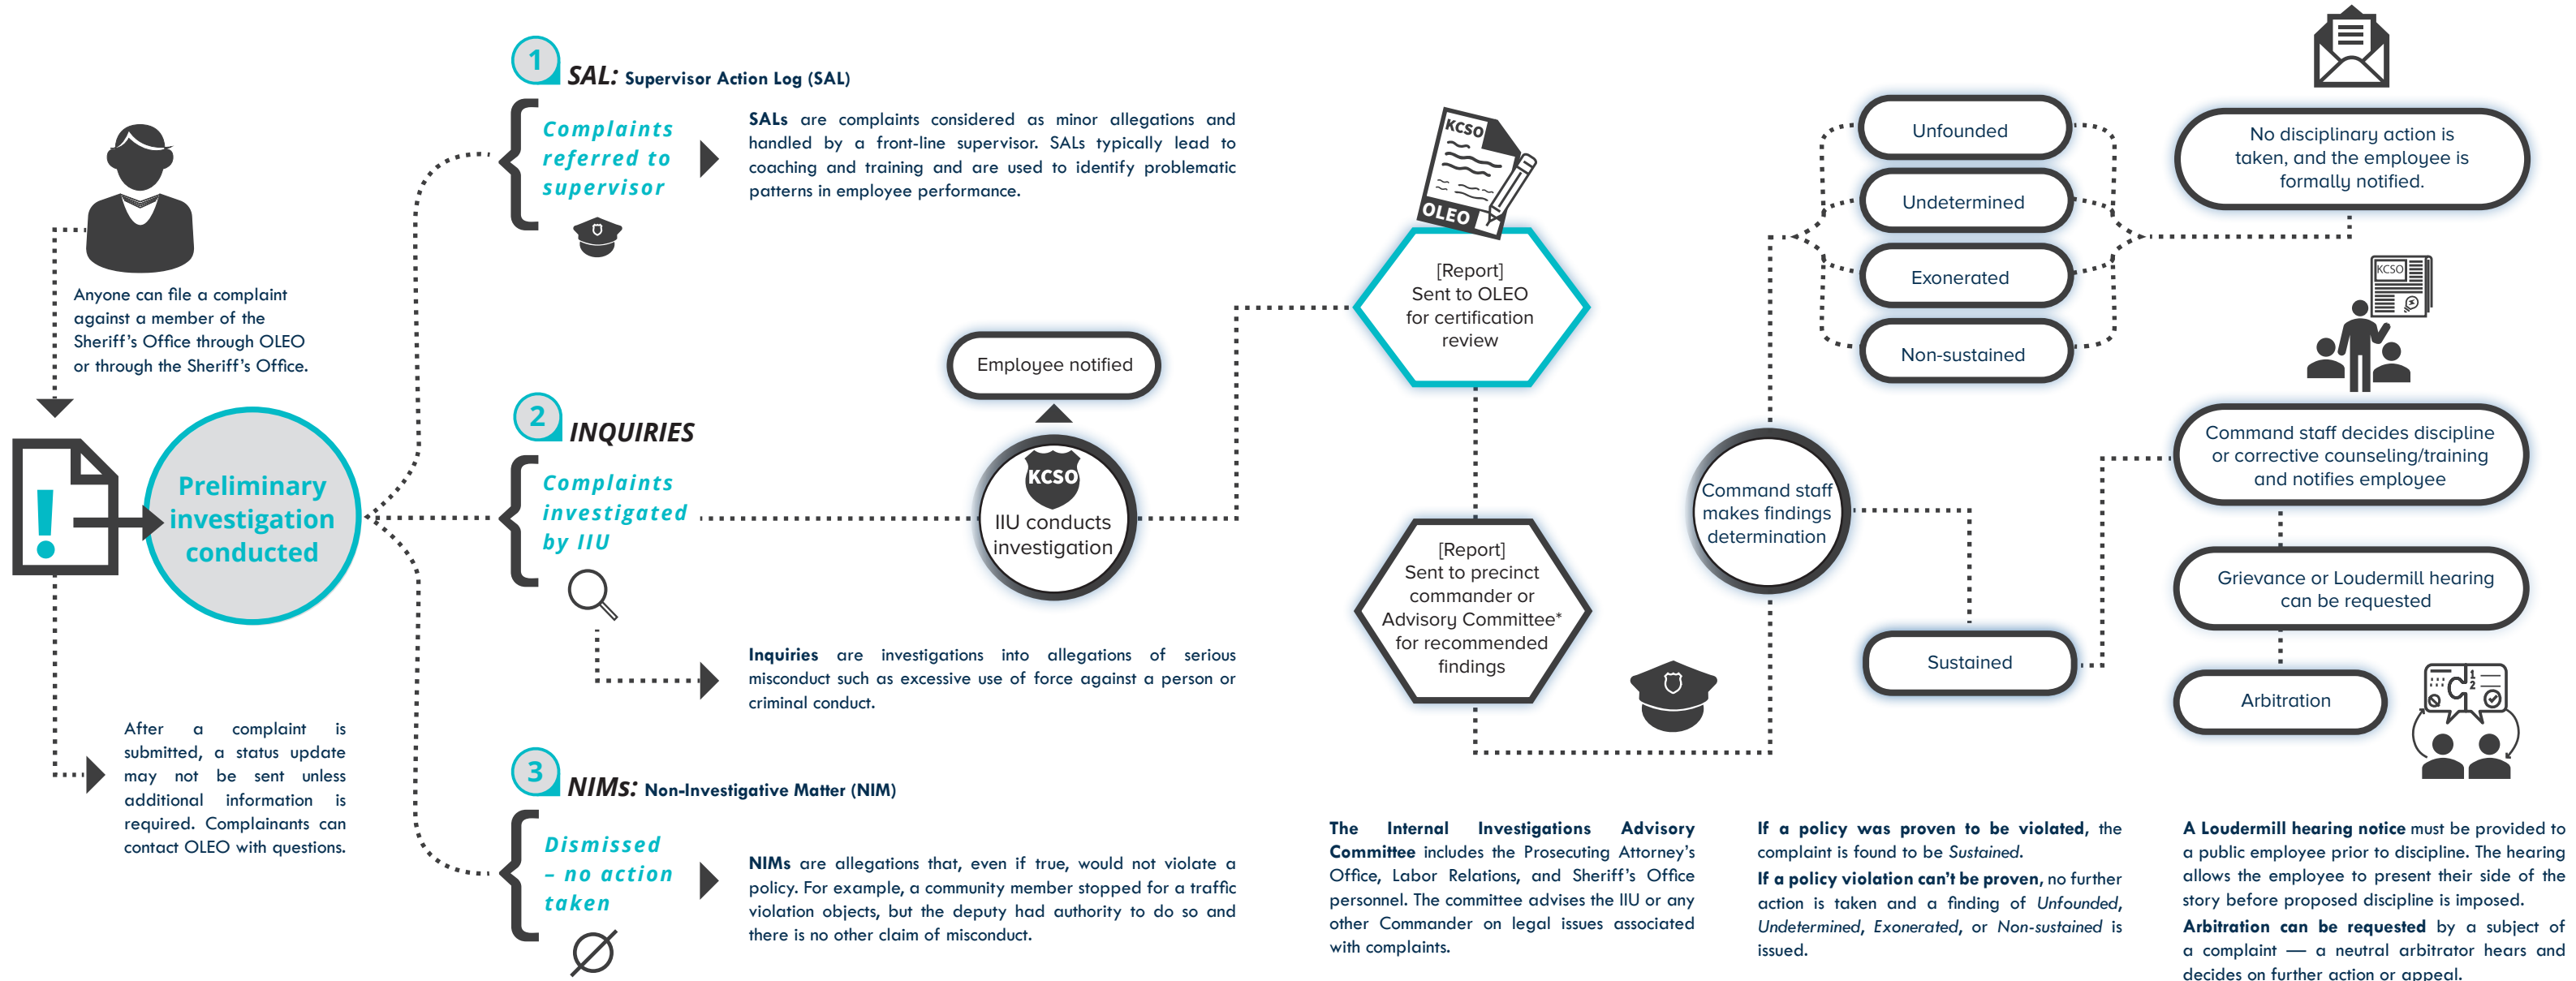 Anyone can file a complaint
against a member of the
Sheriff's Office through OLEO
or through the Sheriff's Office.
!
Preliminary
investigation
conducted
After a complaint is
submitted, a status update
may not be sent unless
additional information is
required. Complainants can
contact OLEO with questions.
1
SAL: Supervisor Action Log (SAL)
Complaints
referred to
supervisor
SALs are complaints considered as minor allegations and
handled by a front-line supervisor. SALs typically lead to
coaching and training and are used to identify problematic
patterns in employee performance.
2
INQUIRIES
Complaints
investigated
by IIU
Inquiries are investigations into allegations of serious
misconduct such as excessive use of force against a person or
criminal conduct.
3
NIMs: Non-Investigative Matter (NIM)
Dismissed
– no action
taken
NIMs are allegations that, even if true, would not violate a
policy. For example, a community member stopped for a traffic
violation objects, but the deputy had authority to do so and
there is no other claim of misconduct.
Employee notified
KCSO
IIU conducts
investigation
KCSO
OLEO
[Report]
Sent to OLEO
for certification
review
[Report]
Sent to precinct
commander or
Advisory Committee*
for recommended
findings
The Internal Investigations Advisory
Committee includes the Prosecuting Attorney's
Office, Labor Relations, and Sheriff's Office
personnel. The committee advises the IIU or any
other Commander on legal issues associated
with complaints.
Command staff
makes findings
determination
Unfounded
Undetermined
Exonerated
Non-sustained
Sustained
If a policy was proven to be violated, the
complaint is found to be Sustained.
If a policy violation can't be proven, no further
action is taken and a finding of Unfounded,
Undetermined, Exonerated, or Non-sustained is
issued.
No disciplinary action is
taken, and the employee is
formally notified.
KCSO
Command staff decides discipline
or corrective counseling/training
and notifies employee
Grievance or Loudermill hearing
can be requested
Arbitration
1
2
A Loudermill hearing notice must be provided to
a public employee prior to discipline. The hearing
allows the employee to present their side of the
story before proposed discipline is imposed.
Arbitration can be requested by a subject of
a complaint — a neutral arbitrator hears and
decides on further action or appeal.